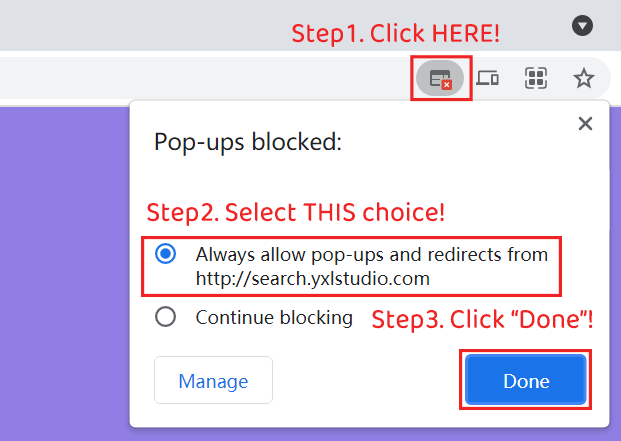 Step1. Click HERE!
Pop-ups blocked:
Step2. Select THIS choice!
Always allow pop-ups and redirects from
http://search.yxlstudio.com
Continue blocking
Step3. Click “Done”!
Manage
Done